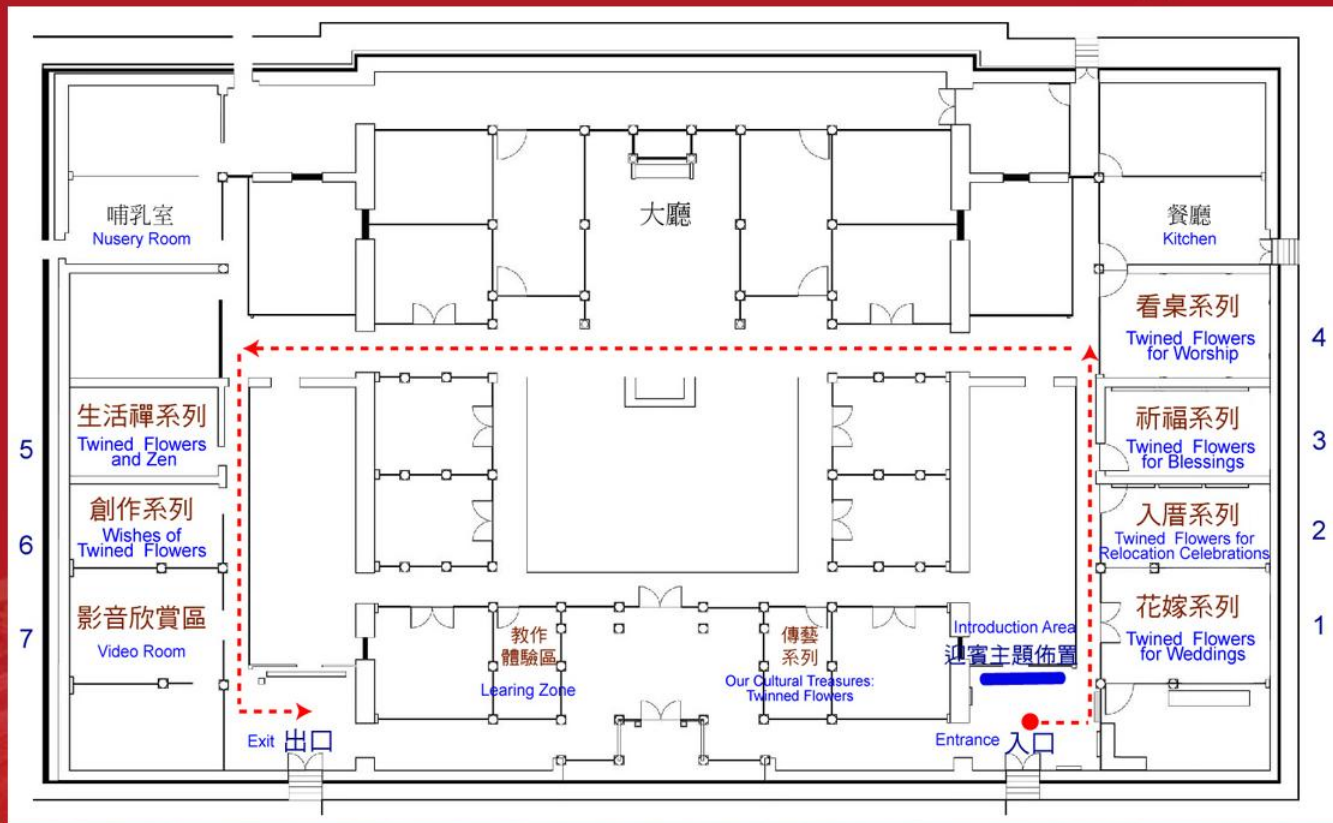 哺乳室
Nusery Room
大廳
餐廳
Kitchen
看桌系列
Twined Flowers
for Worship
4
生活禪系列
Twined Flowers
and Zen
5
祈福系列
Twined Flowers
for Blessings
3
創作系列
Wishes of
Twined Flowers
6
入厝系列
Twined Flowers for
Relocation Celebrations
2
影音欣賞區
Video Room
7
教作
體驗區
Learing Zone
傳藝
系列
Our Cultural Treasures:
Twinned Flowers
Introduction Area
迎賓主題佈置
花嫁系列
Twined Flowers
for Weddings
1
Exit 出口
Entrance 入口